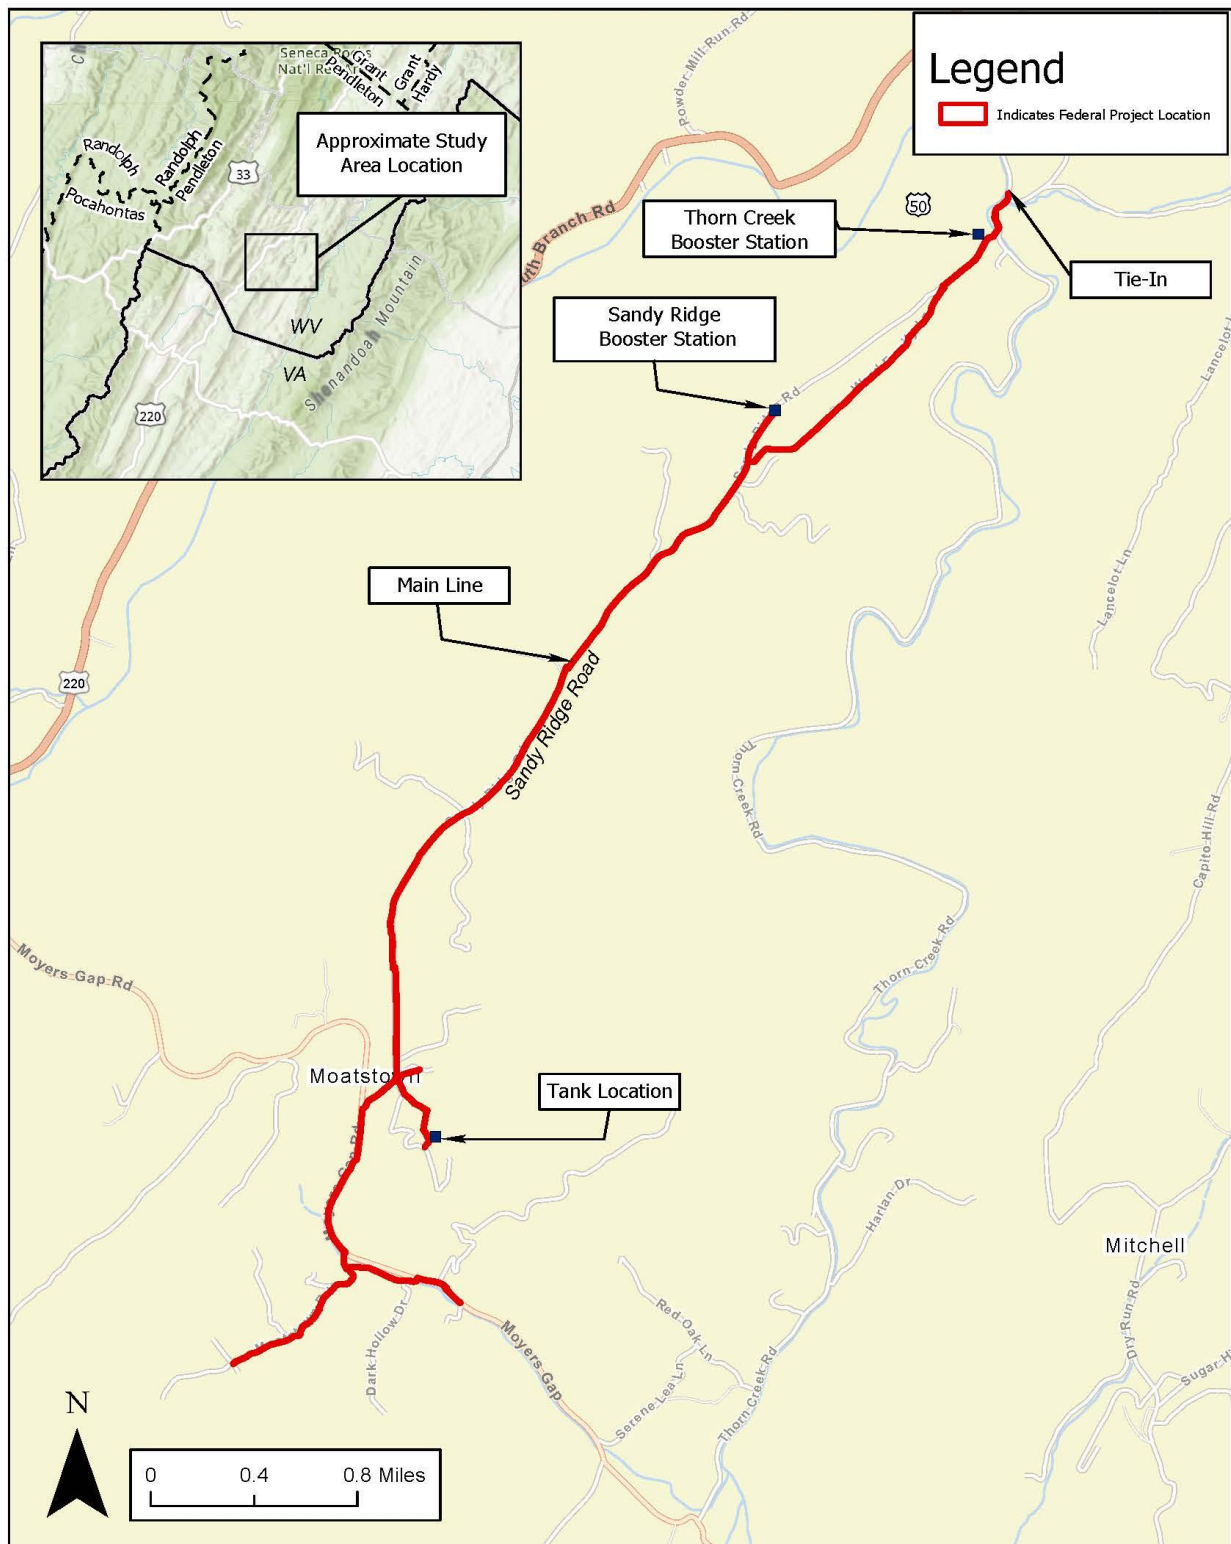 Legend
Indicates Federal Project Location
Seneca Rocks
Nat'l Re
Grant
Pendleton
Grant
Hardy
Approximate Study
Area Location
Randolph
Randolph
Pendleton
Pocahontas
33
WV
VA
Shenandoah Mountain
220
Powder Mill Run Rd
uth Branch Rd
50
Thorn Creek
Booster Station
Tie-In
Sandy Ridge
Booster Station
Lancelot L
Lancelot Ln
Main Line
220
Sandy Ridge Road
Thorn Creek Rd
Capito Hill Rd
Moyers Gap Rd
Thorn Creek Rd
Moatstown
Tank Location
Harlan Dr
Mitchell
Red Oak Ln
Dark Hollow Dr
Moyers Gap
Serene Lea Ln
Thorn Creek Rd
Dry Run Rd
Sugar H
N
0 0.4 0.8 Miles